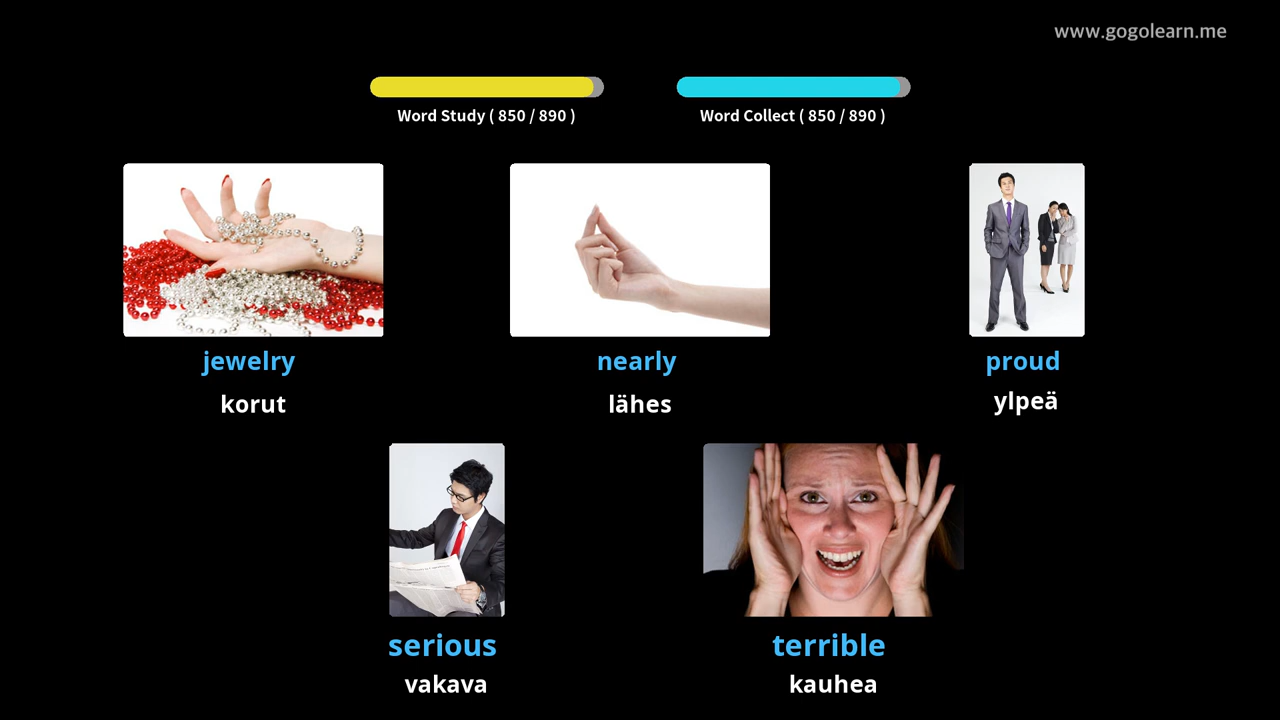 www.gogolearn.me
Word Study ( 850 / 890 )
Word Collect ( 850 / 890 )
jewelry
korut
nearly
lähes
proud
ylpeä
serious
vakava
terrible
kauhea